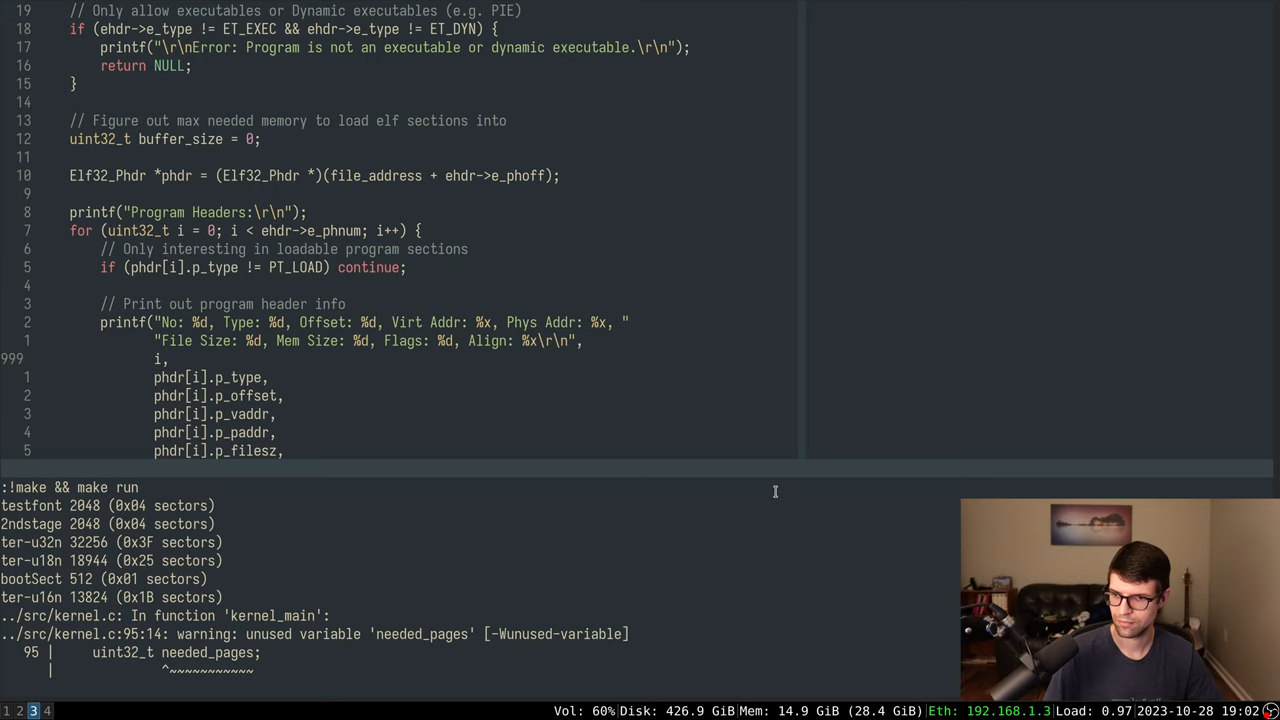 19     // Only allow executables or Dynamic executables (e.g. PIE)
18     if (ehdr->e_type != ET_EXEC && ehdr->e_type != ET_DYN) {
17         printf("\r\nError: Program is not an executable or dynamic executable.\r\n");
16         return NULL;
15     }
14
13     // Figure out max needed memory to load elf sections into
12     uint32_t buffer_size = 0;
11
10     Elf32_Phdr *phdr = (Elf32_Phdr *)(file_address + ehdr->e_phoff);
9
8     printf("Program Headers:\r\n");
7     for (uint32_t i = 0; i < ehdr->e_phnum; i++) {
6         // Only interesting in loadable program sections
5         if (phdr[i].p_type != PT_LOAD) continue;
4
3         // Print out program header info
2         printf("No: %d, Type: %d, Offset: %d, Virt Addr: %x, Phys Addr: %x, "
1                "File Size: %d, Mem Size: %d, Flags: %d, Align: %x\r\n",
999                i,
1                phdr[i].p_type,
2                phdr[i].p_offset,
3                phdr[i].p_vaddr,
4                phdr[i].p_paddr,
5                phdr[i].p_filesz,
:!make && make run
testfont 2048 (0x04 sectors)
2ndstage 2048 (0x04 sectors)
ter-u32n 32256 (0x3F sectors)
ter-u18n 18944 (0x25 sectors)
bootSect 512 (0x01 sectors)
ter-u16n 13824 (0x1B sectors)
../src/kernel.c: In function 'kernel_main':
../src/kernel.c:95:14: warning: unused variable 'needed_pages' [-Wunused-variable]
   95 |     uint32_t needed_pages;
      |              ^~~~~~~~~~~~
1 2 3 4 Vol: 60%|Disk: 426.9 GiB|Mem: 14.9 GiB (28.4 GiB)|Eth: 192.168.1.3|Load: 0.97|2023-10-28 19:02